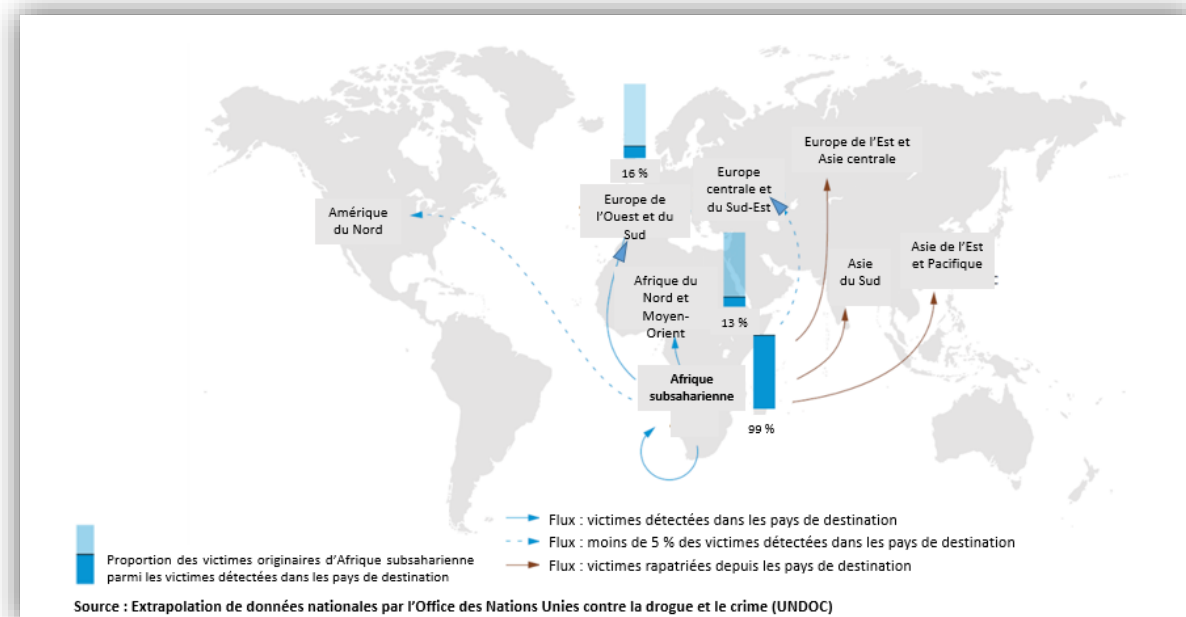 Europe de l'Est et
Asie centrale
16 %
Europe
centrale et
du Sud-Est
Europe de
l'Ouest et du
Sud
Amérique
du Nord
Asie de l'Est
et Pacifique
Asie
du Sud
Afrique du
Nord et
Moyen-
Orient
13 %
Afrique
subsaharienne
99 %
Flux : victimes détectées dans les pays de destination
Flux : moins de 5 % des victimes détectées dans les pays de destination
Flux : victimes rapatriées depuis les pays de destination
Proportion des victimes originaires d'Afrique subsaharienne
parmi les victimes détectées dans les pays de destination
Source : Extrapolation de données nationales par l'Office des Nations Unies contre la drogue et le crime (UNDOC)